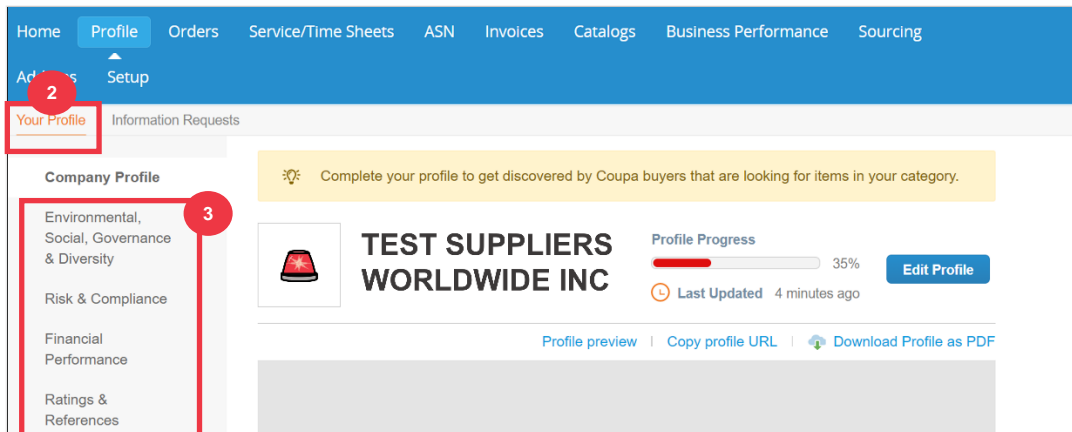 Home Profile Orders Service/Time Sheets ASN Invoices Catalogs Business Performance Sourcing
Setup
2
Your Profile Information Requests
Company Profile
Complete your profile to get discovered by Coupa buyers that are looking for items in your category.
3
Environmental,
Social, Governance
& Diversity
Risk & Compliance
Financial
Performance
Ratings &
References
TEST SUPPLIERS
WORLDWIDE INC
Profile Progress
35%
Last Updated 4 minutes ago
Edit Profile
Profile preview | Copy profile URL | Download Profile as PDF